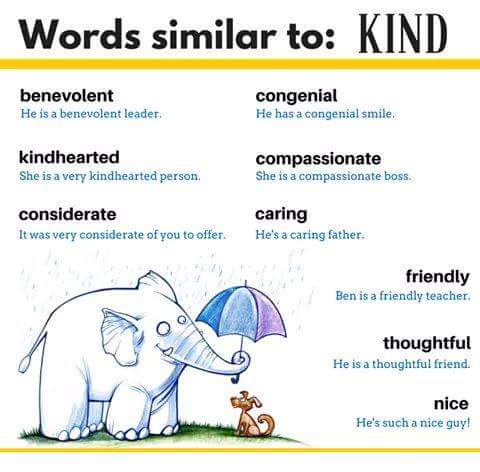 Words similar to: KIND
benevolent
He is a benevolent leader.
congenial
He has a congenial smile.
kindhearted
She is a very kindhearted person.
compassionate
She is a compassionate boss.
considerate
It was very considerate of you to offer.
caring
He's a caring father.
friendly
Ben is a friendly teacher.
thoughtful
He is a thoughtful friend.
nice
He's such a nice guy!